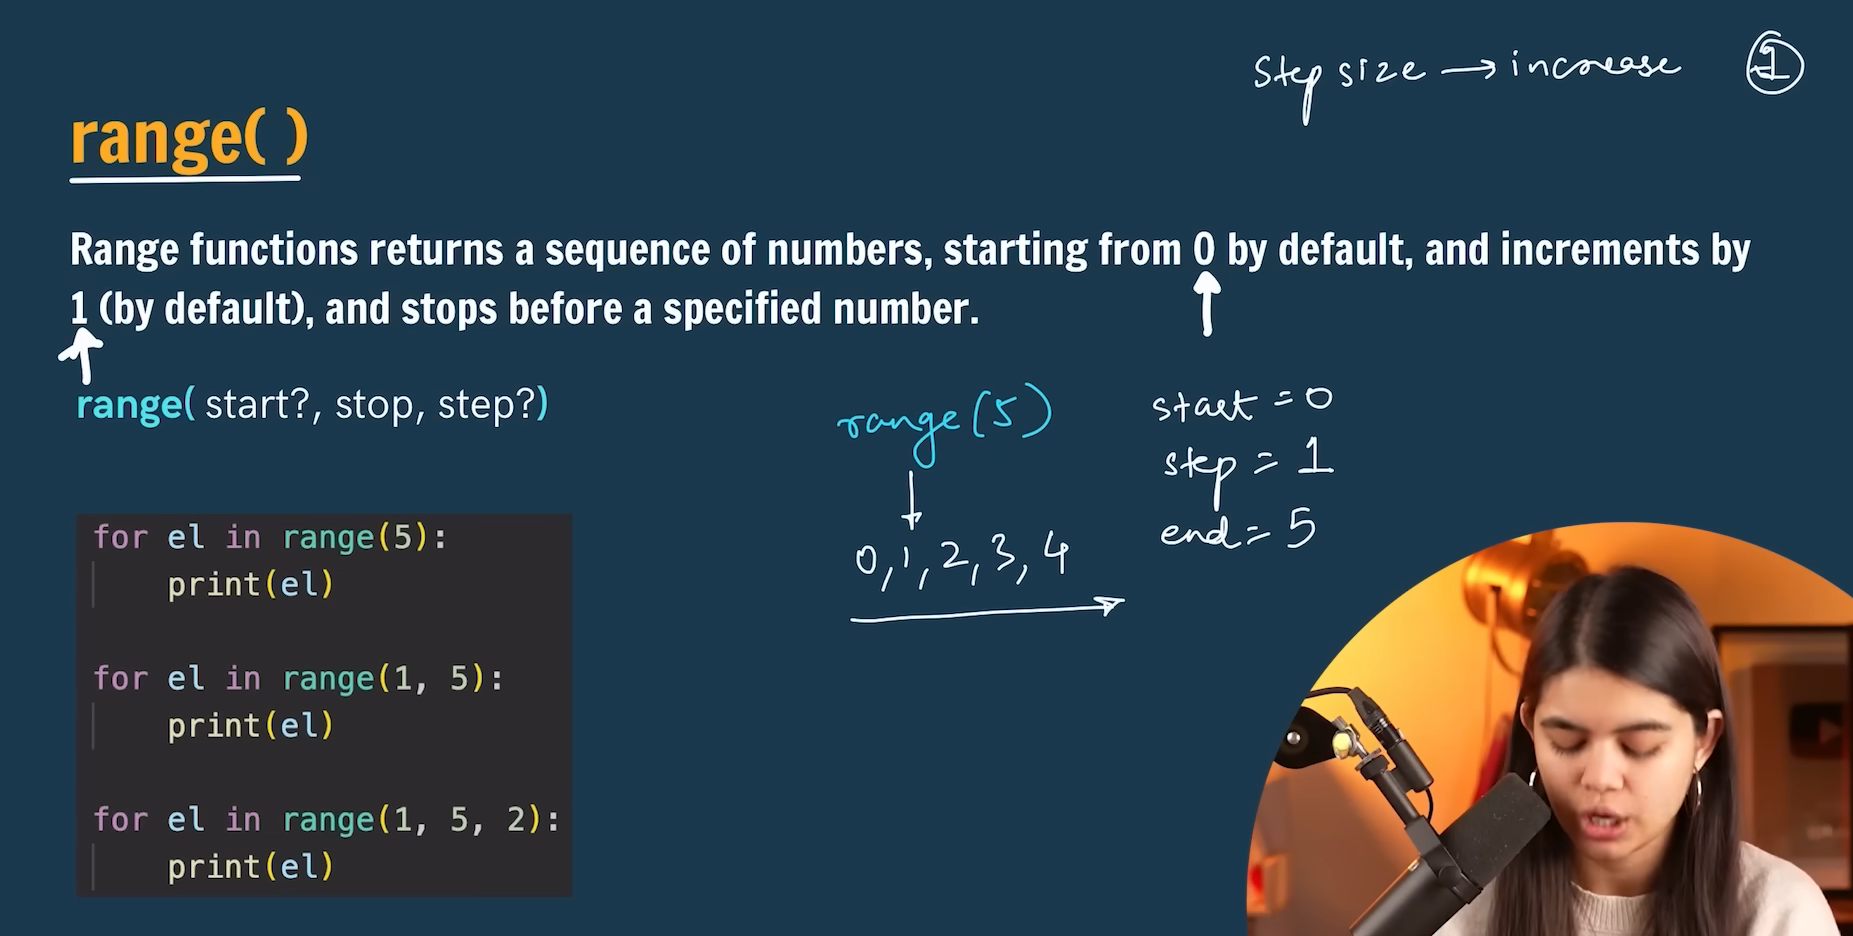 Step size → increase 1
range( )
Range functions returns a sequence of numbers, starting from 0 by default, and increments by
1 (by default), and stops before a specified number.
range( start?, stop, step?)
range(5)
0, 1, 2, 3, 4
start = 0
step = 1
end = 5
for el in range(5):
print(el)
for el in range(1, 5):
print(el)
for el in range(1, 5, 2):
print(el)